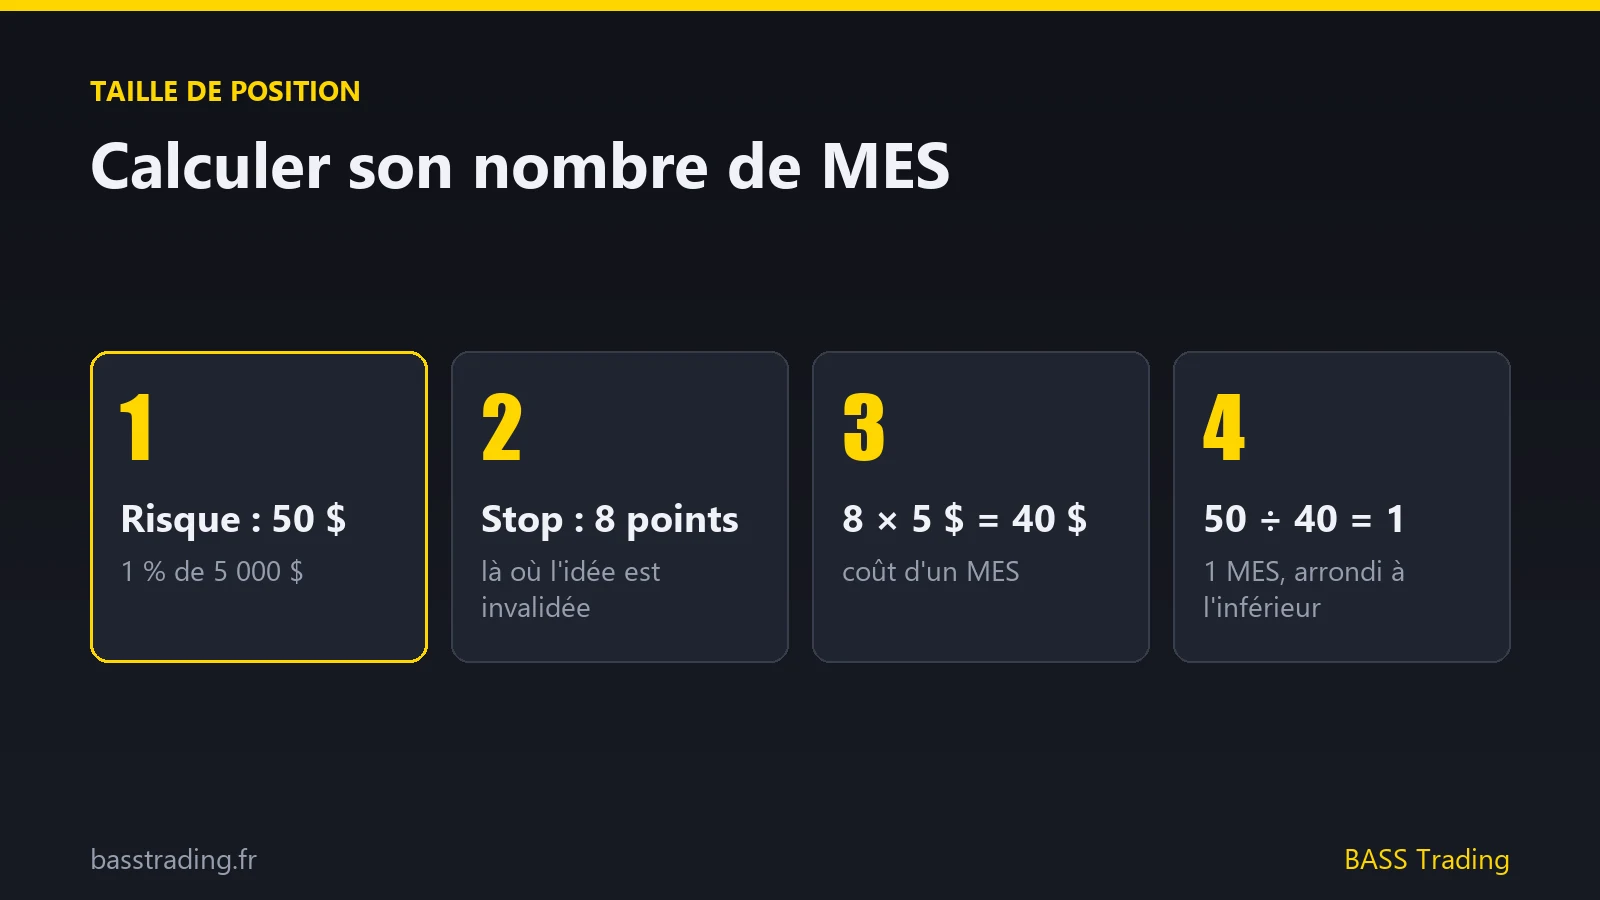 TAILLE DE POSITION
Calculer son nombre de MES
1
Risque : 50 $
1 % de 5 000 $
2
Stop : 8 points
là où l'idée est
invalidée
3
8 × 5 $ = 40 $
coût d'un MES
4
50 ÷ 40 = 1
1 MES, arrondi à
l'inférieur
basstrading.fr
BASS Trading